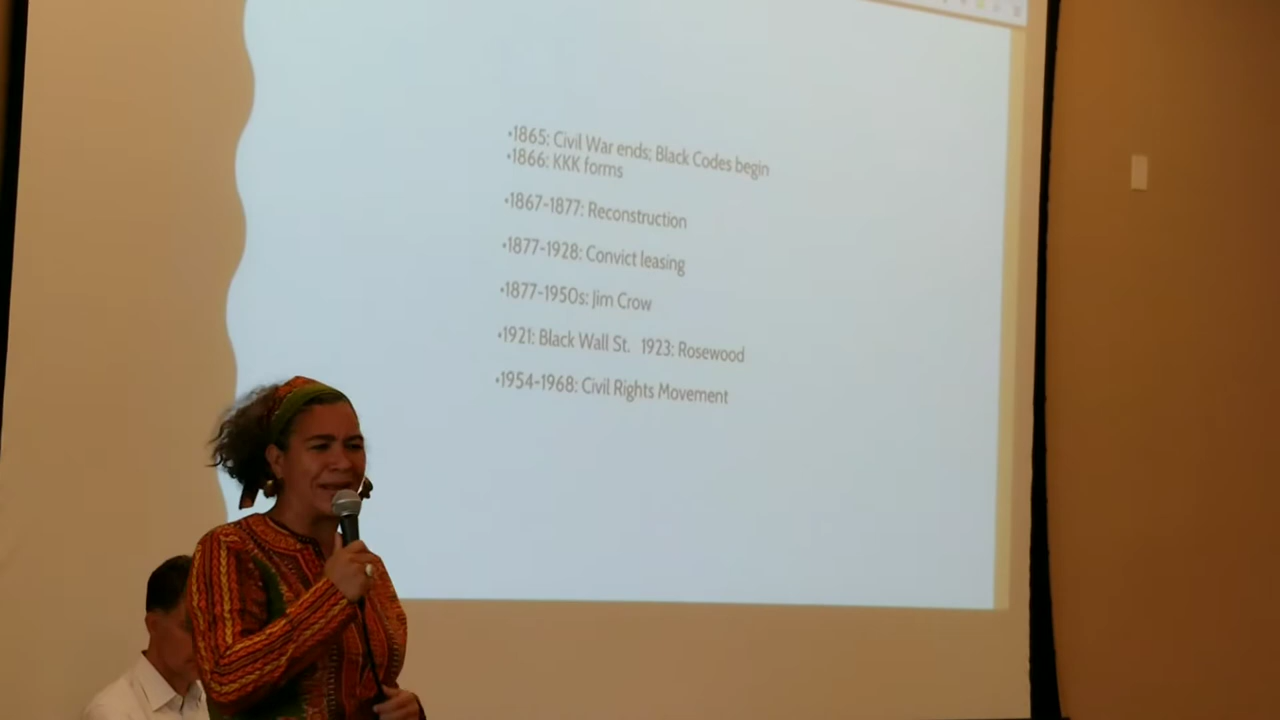 •1865: Civil War ends; Black Codes begin
•1866: KKK forms
•1867-1877: Reconstruction
•1877-1928: Convict leasing
•1877-1950s: Jim Crow
•1921: Black Wall St. 1923: Rosewood
•1954-1968: Civil Rights Movement